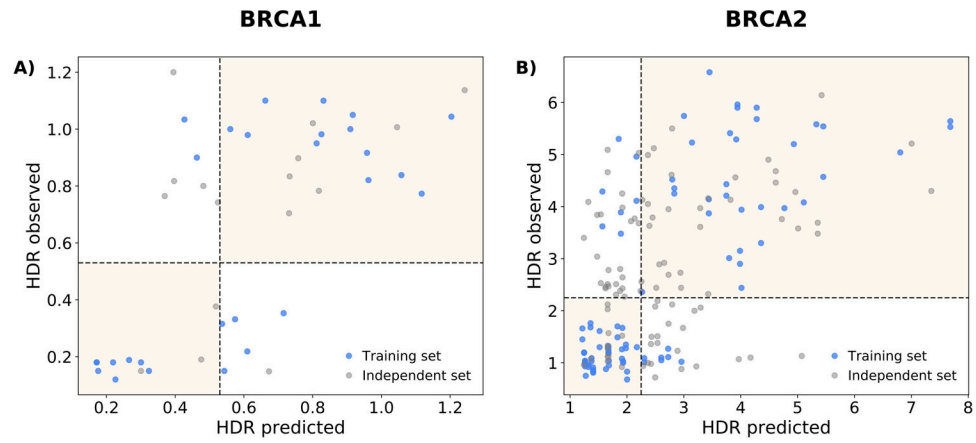 BRCA1
BRCA2
A)
B)
HDR observed
1.2
1.0
0.8
0.6
0.4
0.2
Training set
Independent set
0.2 0.4 0.6 0.8 1.0 1.2
HDR predicted
HDR observed
6
5
4
3
2
1
Training set
Independent set
1 2 3 4 5 6 7 8
HDR predicted